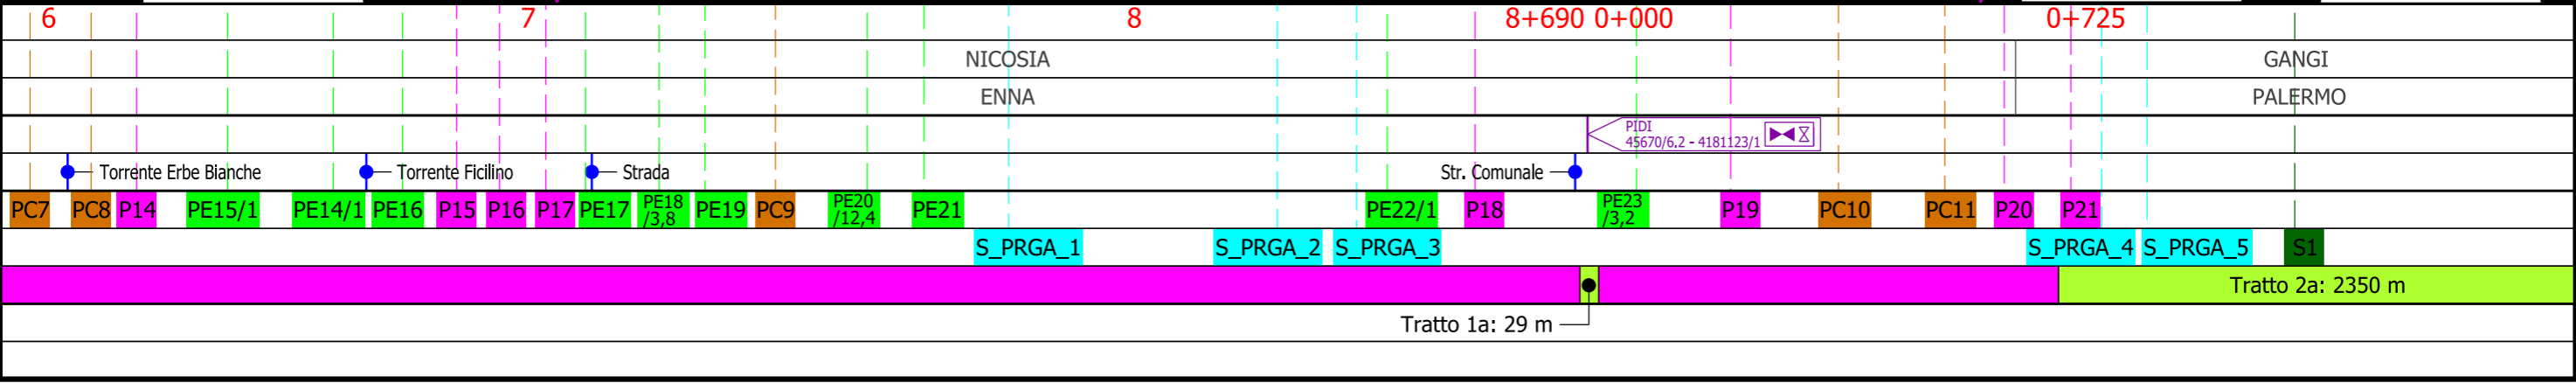 6 7 8 8+690 0+000 0+725
NICOSIA GANGI
ENNA PALERMO
PIDI
45670/6.2 - 4181123/1
Torrente Erbe Bianche Torrente Ficilino Strada Str. Comunale
PC7 PC8 P14 PE15/1 PE14/1 PE16 P15 P16 P17 PE17 PE18/3,8 PE19 PC9 PE20/12,4 PE21 PE22/1 P18 PE23/3,2 P19 PC10 PC11 P20 P21
S_PRGA_1 S_PRGA_2 S_PRGA_3 S_PRGA_4 S_PRGA_5 S1
Tratto 2a: 2350 m
Tratto 1a: 29 m